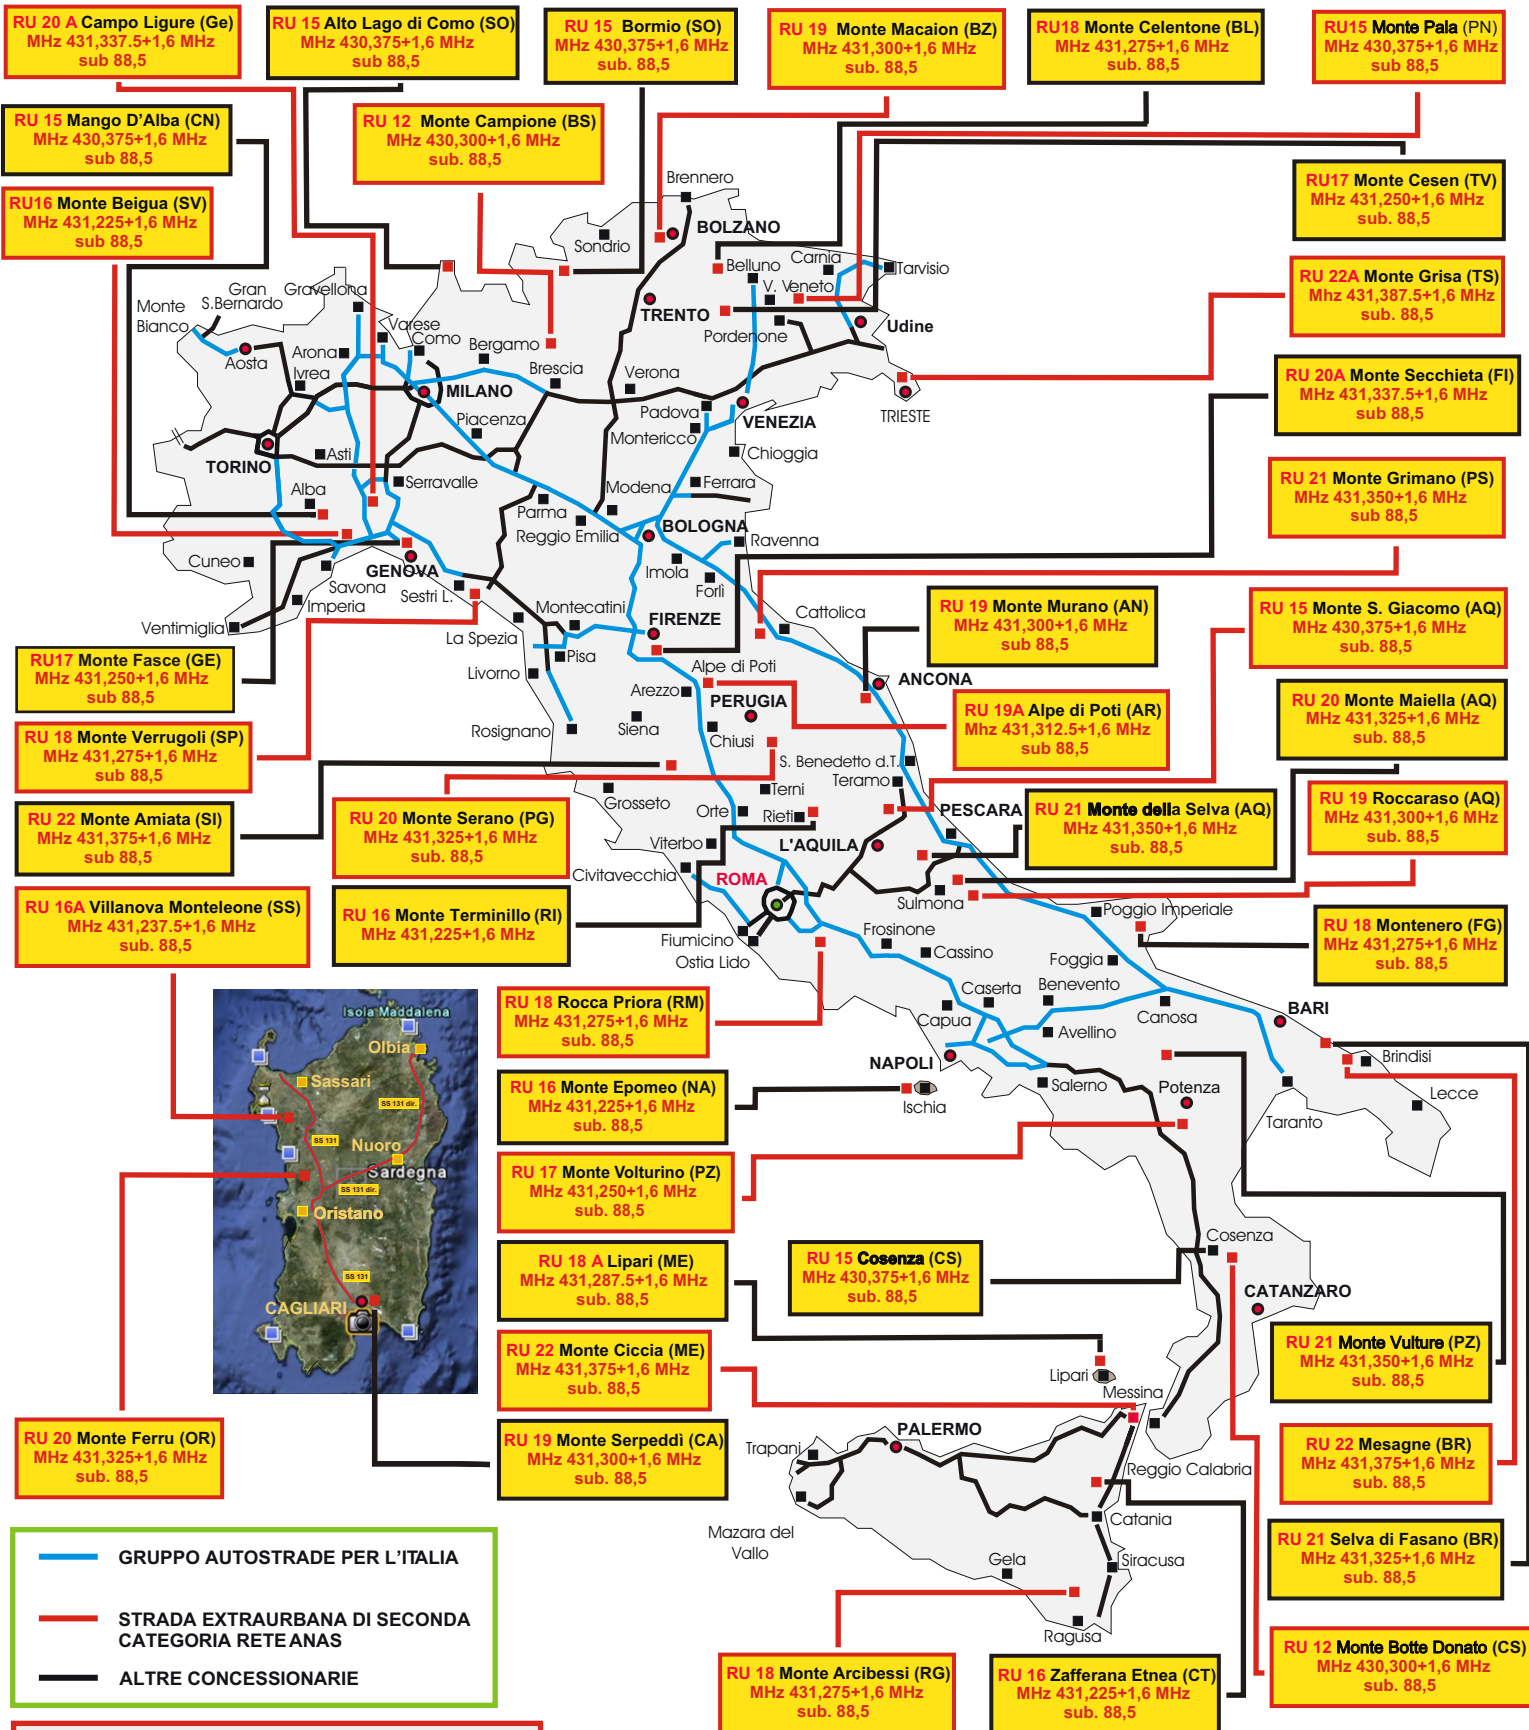 RU 20 A Campo Ligure (Ge)
MHz 431,337.5+1,6 MHz
sub 88,5
RU 15 Alto Lago di Como (SO)
MHz 430,375+1,6 MHz
sub 88,5
RU 15 Bormio (SO)
MHz 430,375+1,6 MHz
sub. 88,5
RU 19 Monte Macaion (BZ)
MHz 431,300+1,6 MHz
sub. 88,5
RU18 Monte Celentone (BL)
MHz 431,275+1,6 MHz
sub. 88,5
RU15 Monte Pala (PN)
MHz 430,375+1,6 MHz
sub 88,5
RU 15 Mango D'Alba (CN)
MHz 430,375+1,6 MHz
sub 88,5
RU 12 Monte Campione (BS)
MHz 430,300+1,6 MHz
sub. 88,5
RU17 Monte Cesen (TV)
MHz 431,250+1,6 MHz
sub. 88,5
RU16 Monte Beigua (SV)
MHz 431,225+1,6 MHz
sub 88,5
RU 22A Monte Grisa (TS)
Mhz 431,387.5+1,6 MHz
sub. 88,5
RU 20A Monte Secchieta (FI)
MHz 431,337.5+1,6 MHz
sub 88,5
RU 21 Monte Grimano (PS)
MHz 431,350+1,6 MHz
sub 88,5
Brennero
BOLZANO
Sondrio
Belluno
Carnia
Tarvisio
V. Veneto
TRENTO
Pordenone
Udine
Monte
Bianco
Gran
S.Bernardo
Gravellona
Varese
Como
Aosta
Arona
Ivrea
Bergamo
Brescia
Verona
MILANO
Padova
VENEZIA
TRIESTE
Piacenza
Montericco
Chioggia
TORINO
Asti
Serravalle
Alba
Modena
Ferrara
Parma
Reggio Emilia
BOLOGNA
Ravenna
Imola
Forlì
Cuneo
GENOVA
Savona
Imperia
Sestri L.
Ventimiglia
La Spezia
Montecatini
FIRENZE
Cattolica
Pisa
Livorno
Rosignano
Alpe di Poti
Arezzo
ANCONA
PERUGIA
Siena
Chiusi
RU 19 Monte Murano (AN)
MHz 431,300+1,6 MHz
sub 88,5
RU 15 Monte S. Giacomo (AQ)
MHz 430,375+1,6 MHz
sub. 88,5
RU17 Monte Fasce (GE)
MHz 431,250+1,6 MHz
sub 88,5
RU 19A Alpe di Poti (AR)
Mhz 431,312.5+1,6 MHz
sub 88,5
RU 20 Monte Maiella (AQ)
MHz 431,325+1,6 MHz
sub. 88,5
RU 18 Monte Verrugoli (SP)
MHz 431,275+1,6 MHz
sub 88,5
S. Benedetto d.T.
Teramo
Terni
Grosseto
Orte
Rieti
PESCARA
RU 22 Monte Amiata (SI)
MHz 431,375+1,6 MHz
sub. 88,5
RU 20 Monte Serano (PG)
MHz 431,325+1,6 MHz
sub. 88,5
RU 21 Monte della Selva (AQ)
MHz 431,350+1,6 MHz
sub. 88,5
RU 19 Roccaraso (AQ)
MHz 431,300+1,6 MHz
sub. 88,5
Viterbo
L'AQUILA
Civitavecchia
ROMA
Sulmona
RU 16A Villanova Monteleone (SS)
MHz 431,237.5+1,6 MHz
sub. 88,5
RU 16 Monte Terminillo (RI)
MHz 431,225+1,6 MHz
Fiumicino
Ostia Lido
Frosinone
Cassino
Poggio Imperiale
Foggia
RU 18 Montenero (FG)
MHz 431,275+1,6 MHz
sub. 88,5
RU 18 Rocca Priora (RM)
MHz 431,275+1,6 MHz
sub. 88,5
Caserta
Capua
Benevento
Avellino
Canosa
BARI
NAPOLI
Salerno
Potenza
Brindisi
Lecce
Taranto
Ischia
RU 16 Monte Epomeo (NA)
MHz 431,225+1,6 MHz
sub. 88,5
Isola Maddalena
Olbia
Sassari
SS 131 dir.
SS 131
Nuoro
Sardegna
SS 131 dir.
Oristano
SS 131
CAGLIARI
RU 17 Monte Volturino (PZ)
MHz 431,250+1,6 MHz
sub. 88,5
RU 18 A Lipari (ME)
MHz 431,287.5+1,6 MHz
sub. 88,5
RU 15 Cosenza (CS)
MHz 430,375+1,6 MHz
sub. 88,5
Cosenza
CATANZARO
RU 22 Monte Ciccia (ME)
MHz 431,375+1,6 MHz
sub. 88,5
RU 21 Monte Vulture (PZ)
MHz 431,350+1,6 MHz
sub. 88,5
Lipari
Messina
RU 20 Monte Ferru (OR)
MHz 431,325+1,6 MHz
sub. 88,5
RU 19 Monte Serpeddì (CA)
MHz 431,300+1,6 MHz
sub. 88,5
Trapani
PALERMO
Reggio Calabria
RU 22 Mesagne (BR)
MHz 431,375+1,6 MHz
sub. 88,5
Mazara del
Vallo
Catania
Gela
Siracusa
Ragusa
RU 21 Selva di Fasano (BR)
MHz 431,325+1,6 MHz
sub. 88,5
GRUPPO AUTOSTRADE PER L'ITALIA
STRADA EXTRAURBANA DI SECONDA
CATEGORIA RETE ANAS
ALTRE CONCESSIONARIE
RU 18 Monte Arcibessi (RG)
MHz 431,275+1,6 MHz
sub. 88,5
RU 16 Zafferana Etnea (CT)
MHz 431,225+1,6 MHz
sub. 88,5
RU 12 Monte Botte Donato (CS)
MHz 430,300+1,6 MHz
sub. 88,5